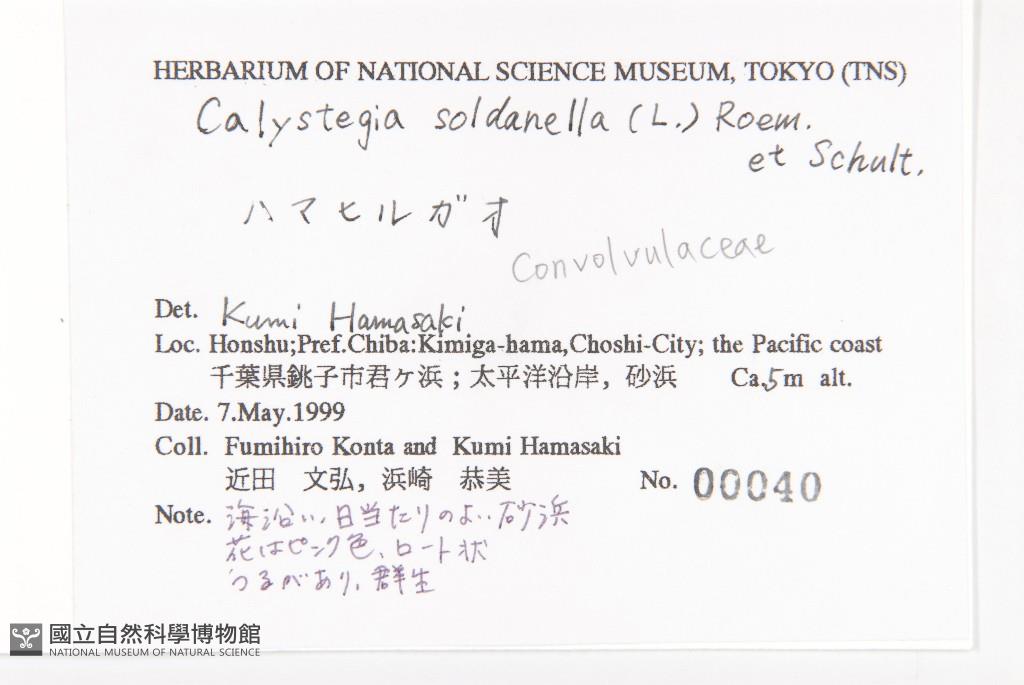 HERBARIUM OF NATIONAL SCIENCE MUSEUM, TOKYO (TNS)
Calystegia soldanella (L.) Roem.
et Schult.
ハマヒルガオ
Convolvulaceae
Det. Kumi Hamasaki
Loc. Honshu;Pref.Chiba:Kimiga-hama,Choshi-City; the Pacific coast
千葉県銚子市君ケ浜；太平洋沿岸，砂浜 Ca.5m alt.
Date. 7.May.1999
Coll. Fumihiro Konta and Kumi Hamasaki
近田 文弘，浜崎 恭美 No. 00040
Note. 海沿い、日当たりのよい砂浜
花はピンク色、ロート状
つるがあり、群生
國立自然科學博物館
NATIONAL MUSEUM OF NATURAL SCIENCE